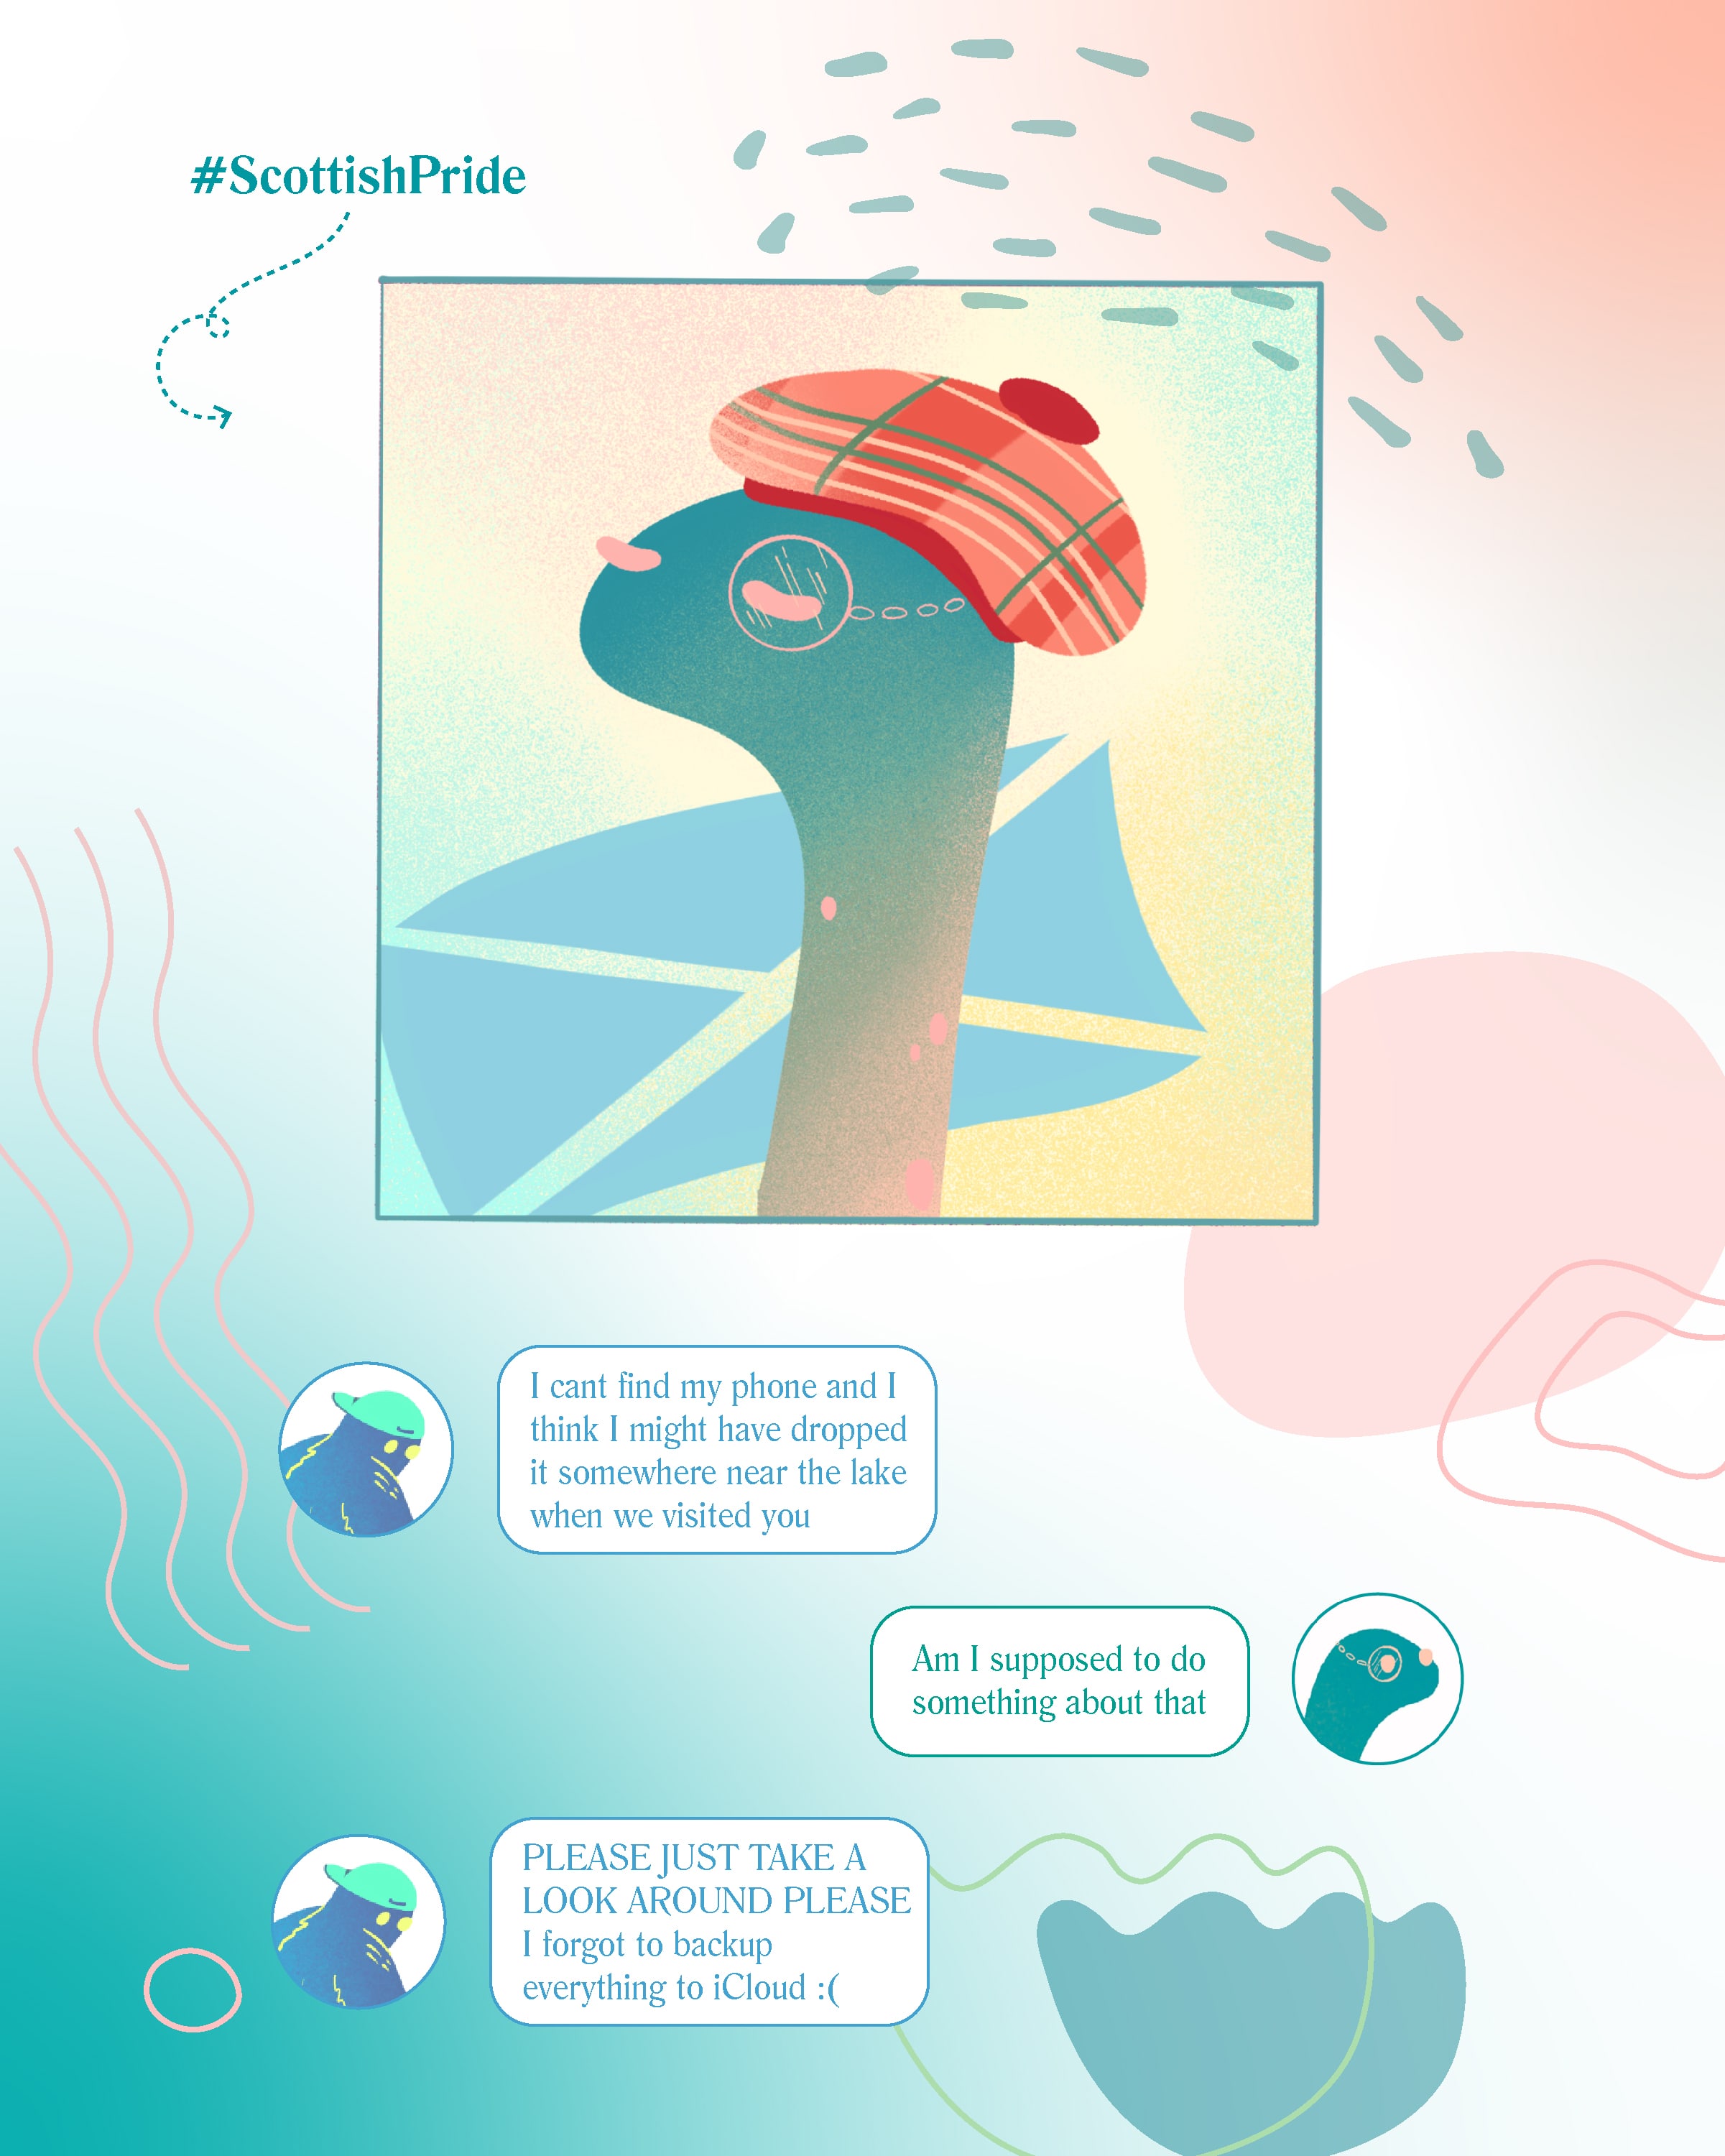 #ScottishPride
I cant find my phone and I
think I might have dropped
it somewhere near the lake
when we visited you
Am I supposed to do
something about that
PLEASE JUST TAKE A
LOOK AROUND PLEASE
I forgot to backup
everything to iCloud :(